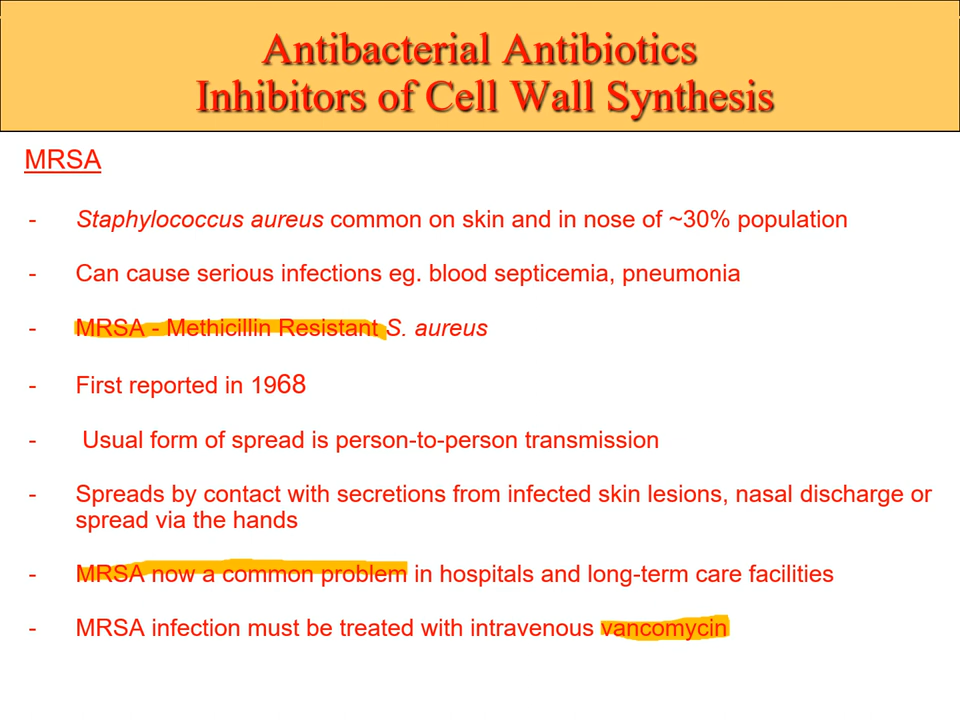 Antibacterial Antibiotics
Inhibitors of Cell Wall Synthesis
MRSA
- Staphylococcus aureus common on skin and in nose of ~30% population
- Can cause serious infections eg. blood septicemia, pneumonia
- MRSA - Methicillin Resistant S. aureus
- First reported in 1968
- Usual form of spread is person-to-person transmission
- Spreads by contact with secretions from infected skin lesions, nasal discharge or
spread via the hands
- MRSA now a common problem in hospitals and long-term care facilities
- MRSA infection must be treated with intravenous vancomycin